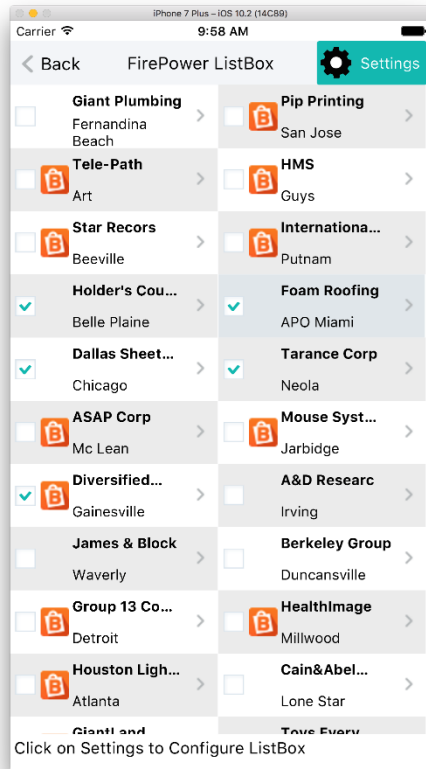 iPhone 7 Plus – iOS 10.2 (14C89)
Carrier 9:58 AM
Back FirePower ListBox Settings
Giant Plumbing
Fernandina
Beach
Pip Printing
San Jose
Tele-Path
Art
HMS
Guys
Star Recors
Beeville
Internationa...
Putnam
Holder's Cou...
Belle Plaine
Foam Roofing
APO Miami
Dallas Sheet...
Chicago
Tarance Corp
Neola
ASAP Corp
Mc Lean
Mouse Syst...
Jarbidge
Diversified...
Gainesville
A&D Researc
Irving
James & Block
Waverly
Berkeley Group
Duncansville
Group 13 Co...
Detroit
HealthImage
Millwood
Houston Ligh...
Atlanta
Cain&Abel...
Lone Star
GiantLand
Toys Every
Click on Settings to Configure ListBox